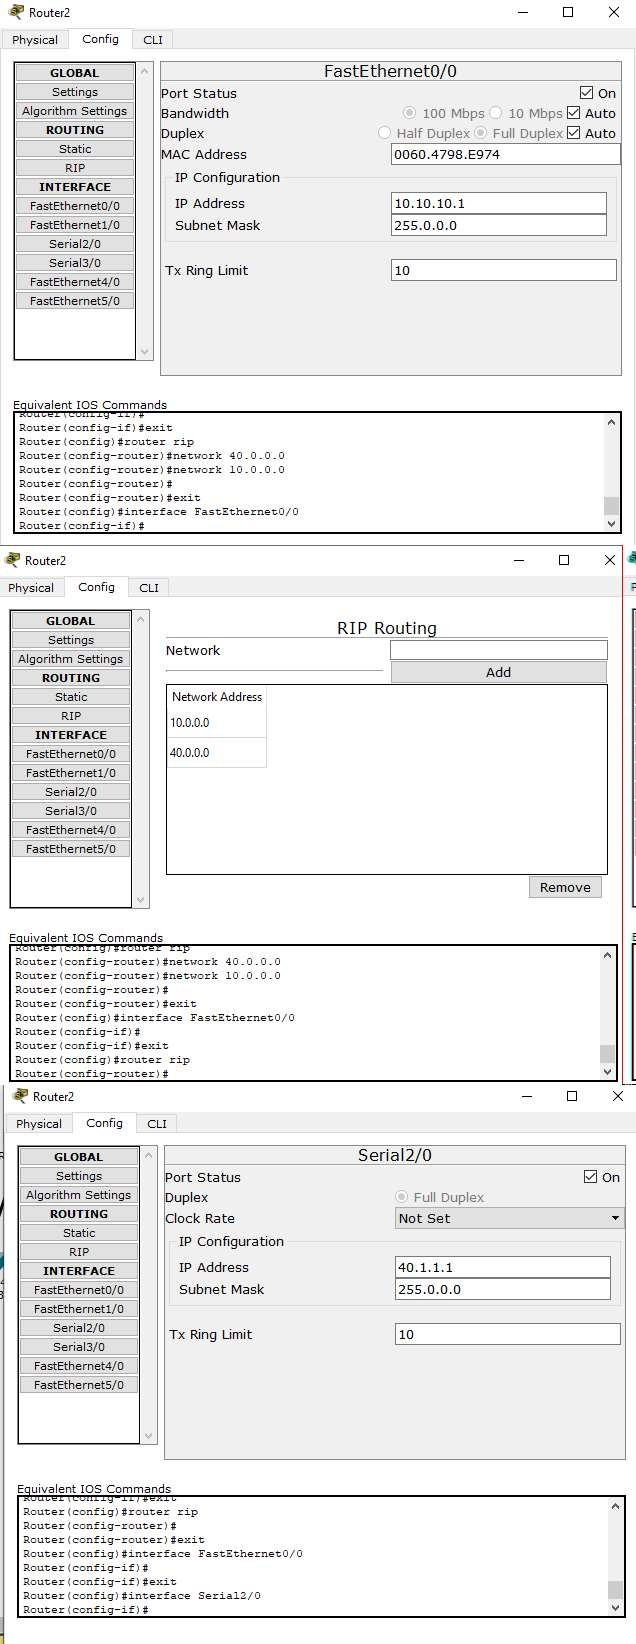 Router2
Physical Config CLI
GLOBAL
Settings
Algorithm Settings
ROUTING
Static
RIP
INTERFACE
FastEthernet0/0
FastEthernet1/0
Serial2/0
Serial3/0
FastEthernet4/0
FastEthernet5/0
FastEthernet0/0
Port Status On
Bandwidth 100 Mbps 10 Mbps Auto
Duplex Half Duplex Full Duplex Auto
MAC Address 0060.4798.E974
IP Configuration
IP Address 10.10.10.1
Subnet Mask 255.0.0.0
Tx Ring Limit 10
Equivalent IOS Commands
Router(config-if)#
Router(config-if)#exit
Router(config)#router rip
Router(config-router)#network 40.0.0.0
Router(config-router)#network 10.0.0.0
Router(config-router)#
Router(config-router)#exit
Router(config)#interface FastEthernet0/0
Router(config-if)#
Router2
Physical Config CLI
GLOBAL
Settings
Algorithm Settings
ROUTING
Static
RIP
INTERFACE
FastEthernet0/0
FastEthernet1/0
Serial2/0
Serial3/0
FastEthernet4/0
FastEthernet5/0
RIP Routing
Network
Add
Network Address
10.0.0.0
40.0.0.0
Remove
Equivalent IOS Commands
Router(config)#router rip
Router(config-router)#network 40.0.0.0
Router(config-router)#network 10.0.0.0
Router(config-router)#
Router(config-router)#exit
Router(config)#interface FastEthernet0/0
Router(config-if)#
Router(config-if)#exit
Router(config)#router rip
Router(config-router)#
Router2
Physical Config CLI
GLOBAL
Settings
Algorithm Settings
ROUTING
Static
RIP
INTERFACE
FastEthernet0/0
FastEthernet1/0
Serial2/0
Serial3/0
FastEthernet4/0
FastEthernet5/0
Serial2/0
Port Status On
Duplex Full Duplex
Clock Rate Not Set
IP Configuration
IP Address 40.1.1.1
Subnet Mask 255.0.0.0
Tx Ring Limit 10
Equivalent IOS Commands
Router(config-if)#exit
Router(config)#router rip
Router(config-router)#
Router(config-router)#exit
Router(config)#interface FastEthernet0/0
Router(config-if)#
Router(config-if)#exit
Router(config)#interface Serial2/0
Router(config-if)#